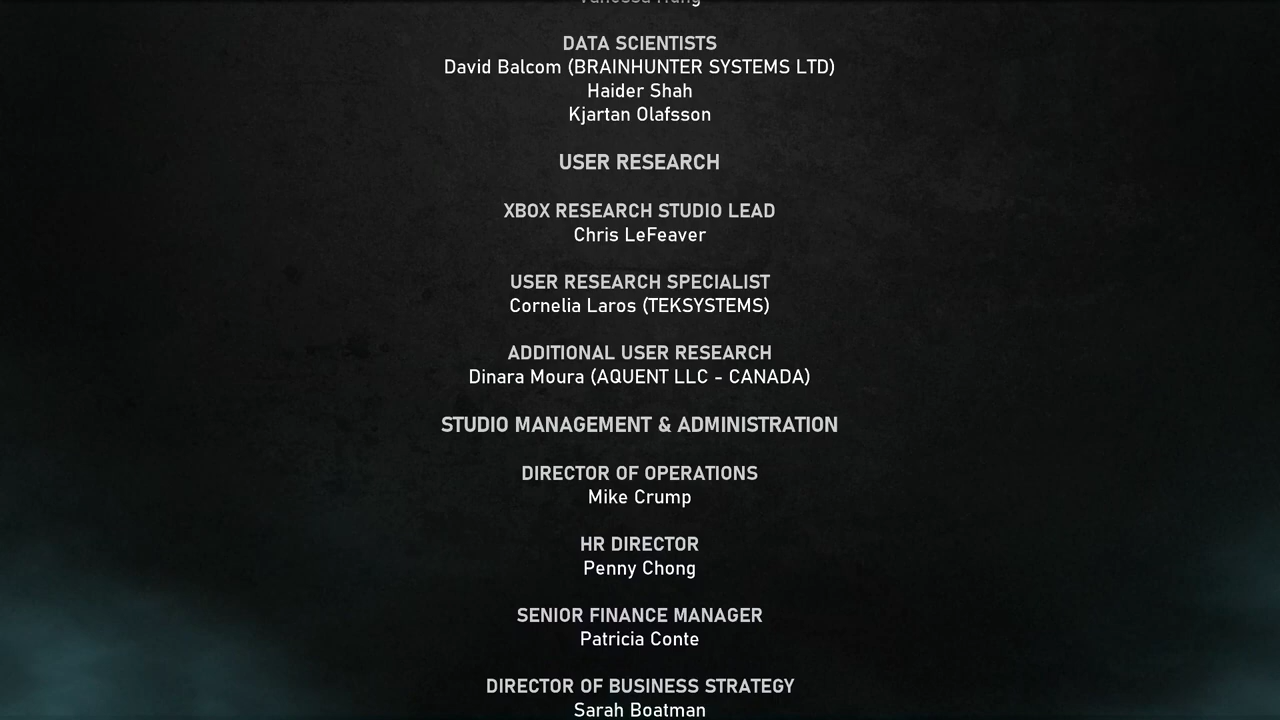 DATA SCIENTISTS
David Balcom (BRAINHUNTER SYSTEMS LTD)
Haider Shah
Kjartan Olafsson
USER RESEARCH
XBOX RESEARCH STUDIO LEAD
Chris LeFeaver
USER RESEARCH SPECIALIST
Cornelia Laros (TEKSYSTEMS)
ADDITIONAL USER RESEARCH
Dinara Moura (AQUENT LLC - CANADA)
STUDIO MANAGEMENT & ADMINISTRATION
DIRECTOR OF OPERATIONS
Mike Crump
HR DIRECTOR
Penny Chong
SENIOR FINANCE MANAGER
Patricia Conte
DIRECTOR OF BUSINESS STRATEGY
Sarah Boatman